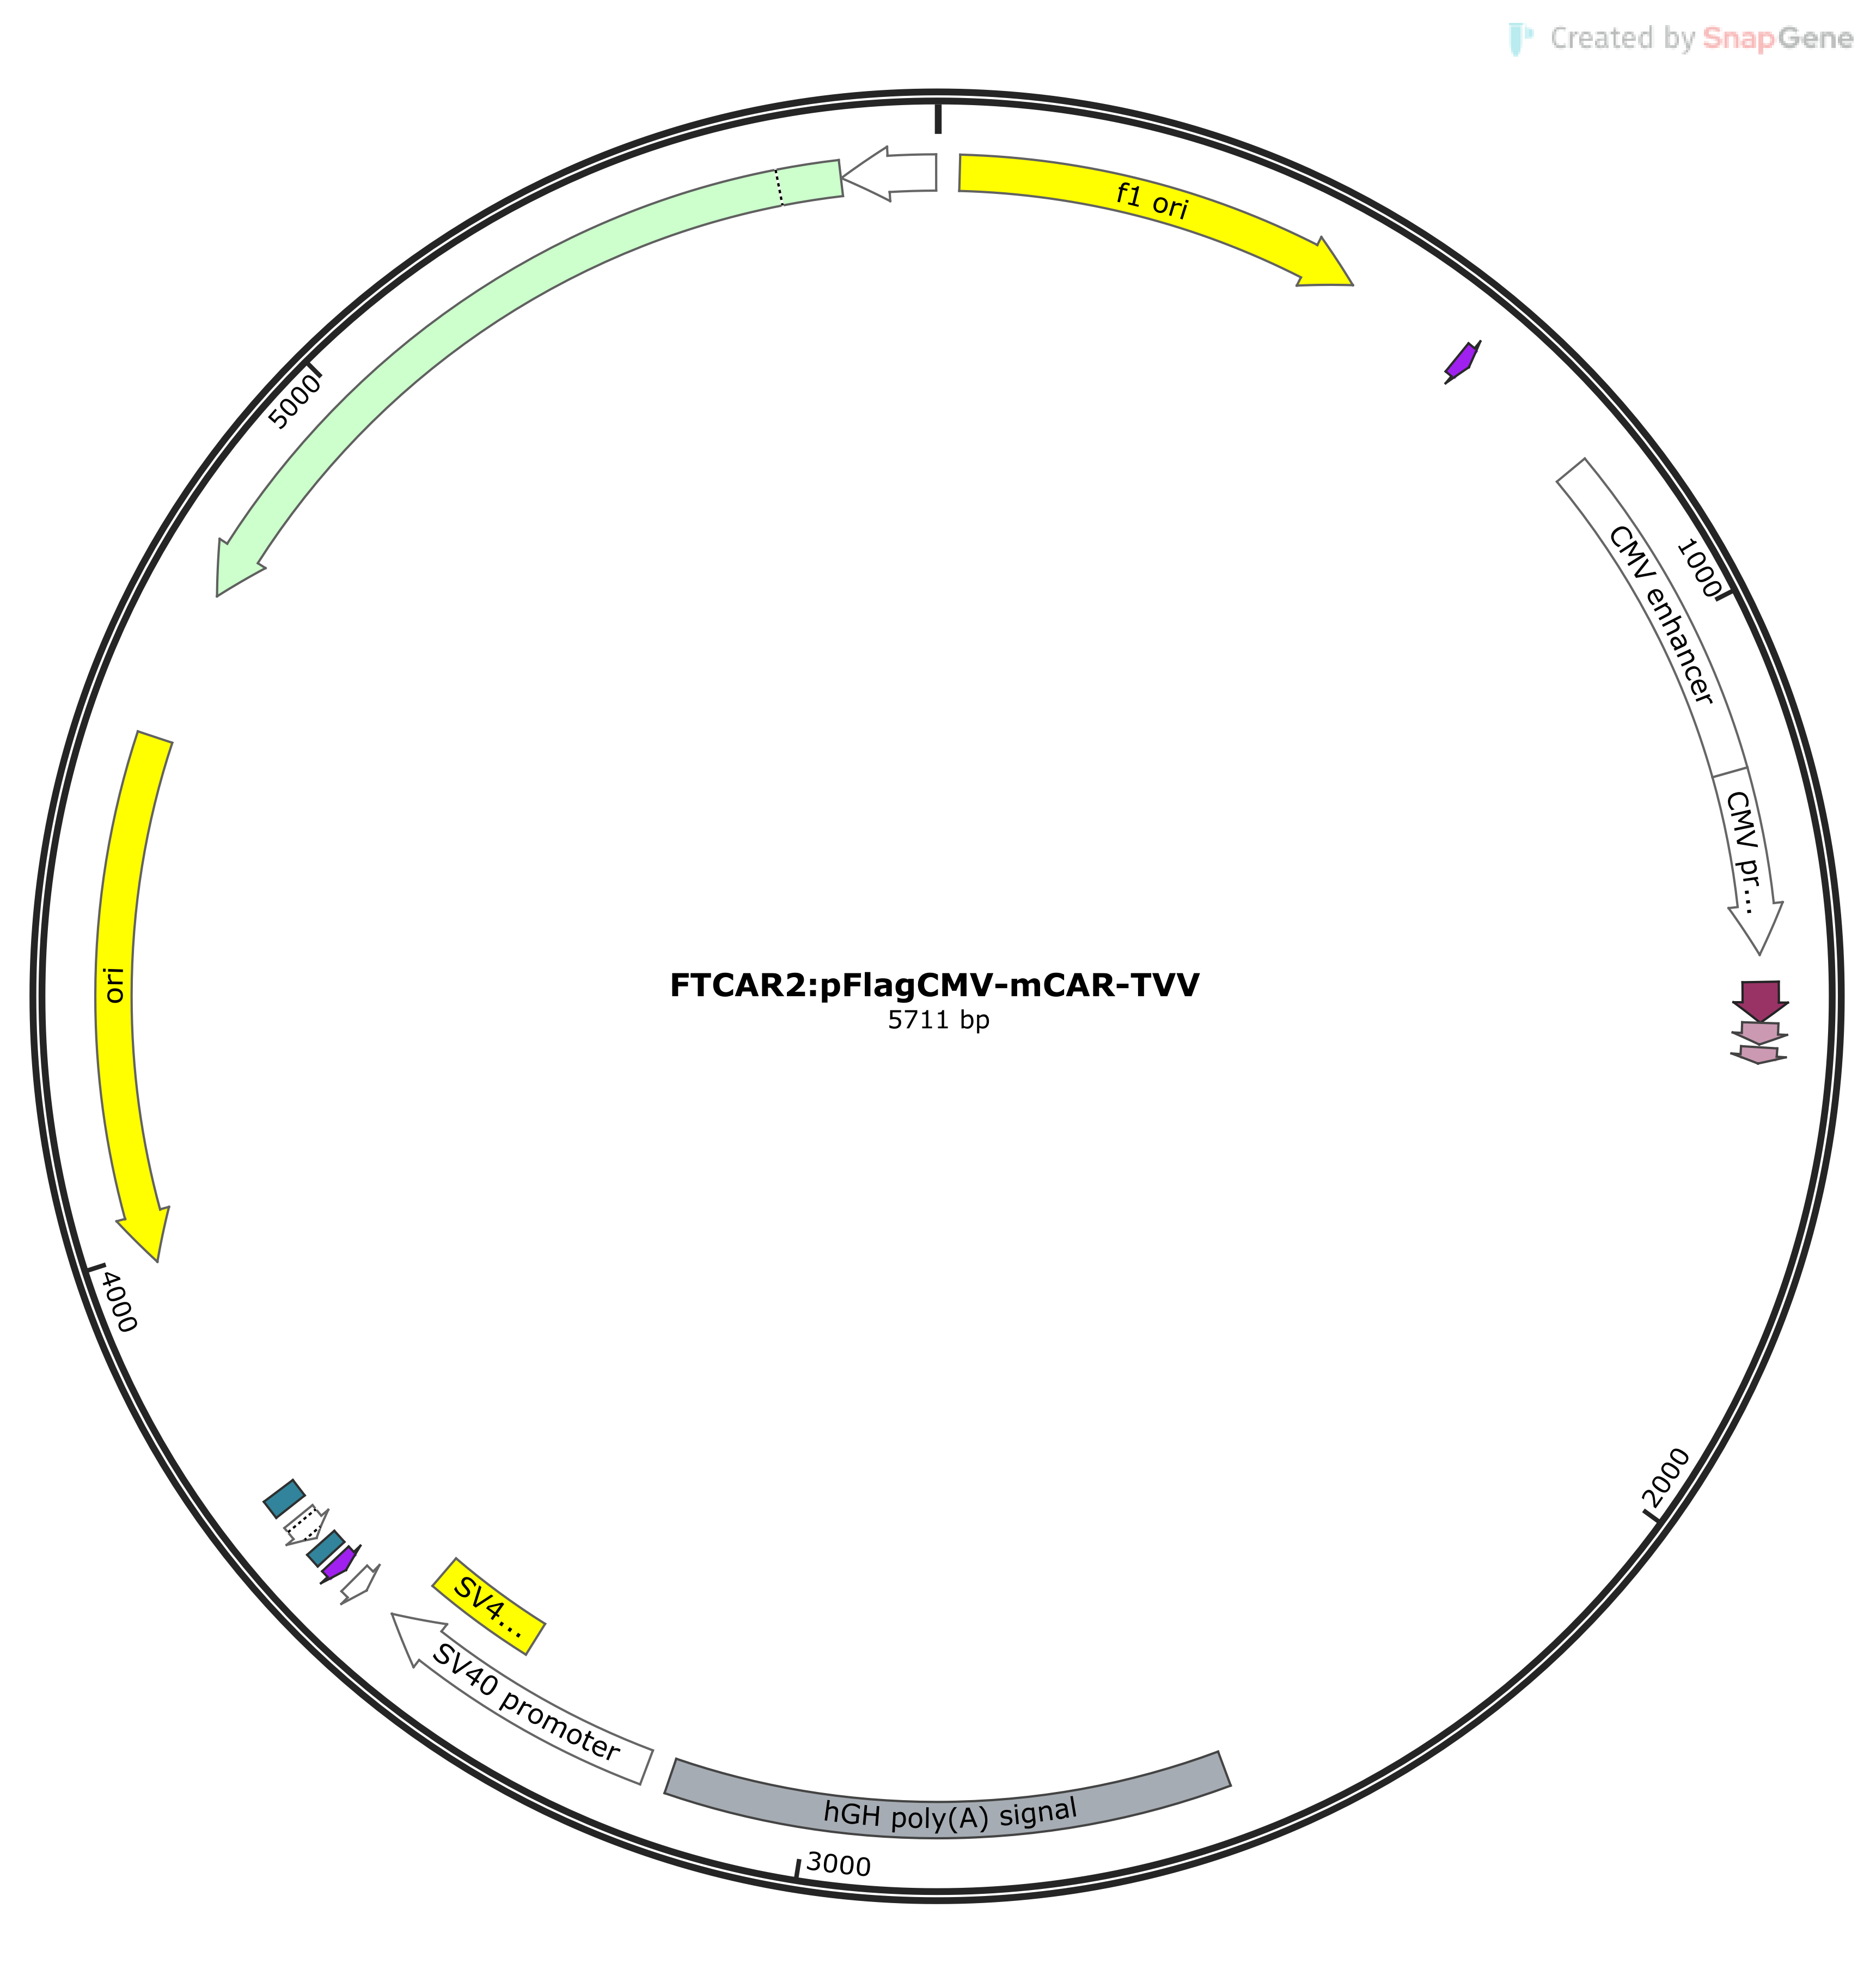 Created by SnapGene
f1 ori
CMV enhancer
1000
CMV pr...
2000
hGH poly(A) signal
3000
SV40 promoter
SV4...
4000
ori
5000
FTCAR2:pFlagCMV-mCAR-TVV
5711 bp